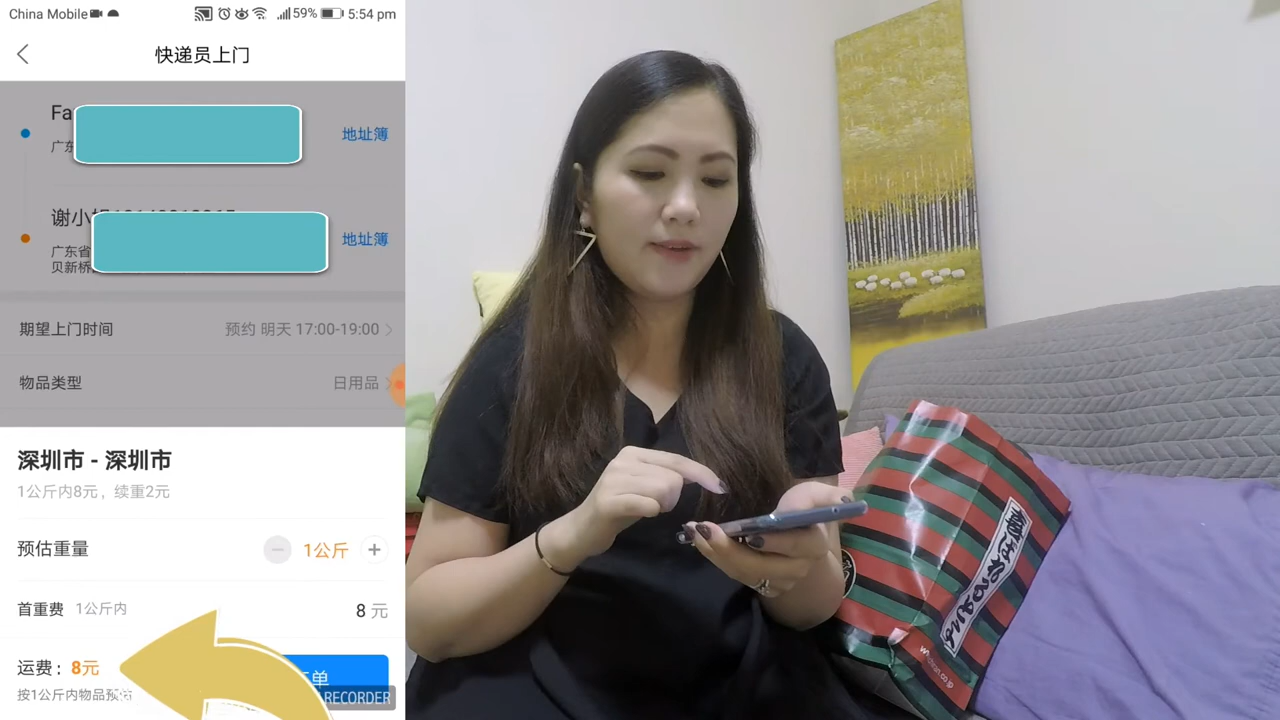 China Mobile
59% 5:54 pm
快递员上门
Fa
广东
地址簿
谢小
广东省
贝新桥
地址簿
期望上门时间
预约 明天 17:00-19:00
物品类型
日用品
深圳市 - 深圳市
1公斤内8元，续重2元
预估重量
1公斤
首重费 1公斤内
8 元
运费： 8元
单
按1公斤内物品预
RECORDER